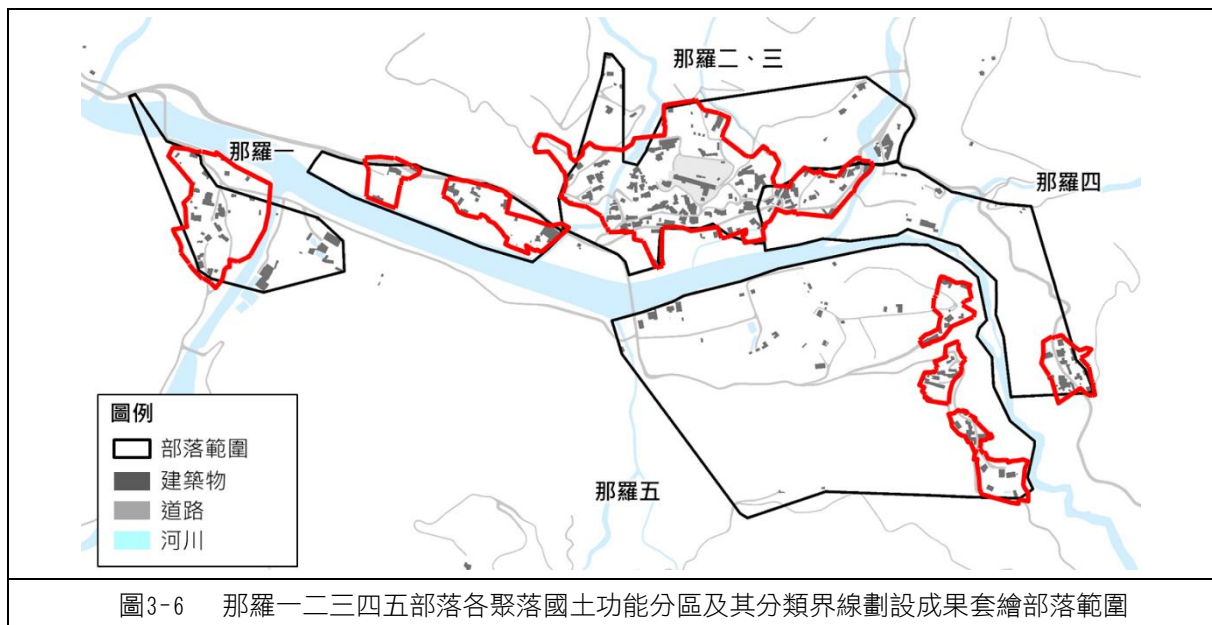 那羅二、三
那羅一
那羅四
那羅五
圖例
部落範圍
建築物
道路
河川
圖3-6 那羅一二三四五部落各聚落國土功能分區及其分類界線劃設成果套繪部落範圍